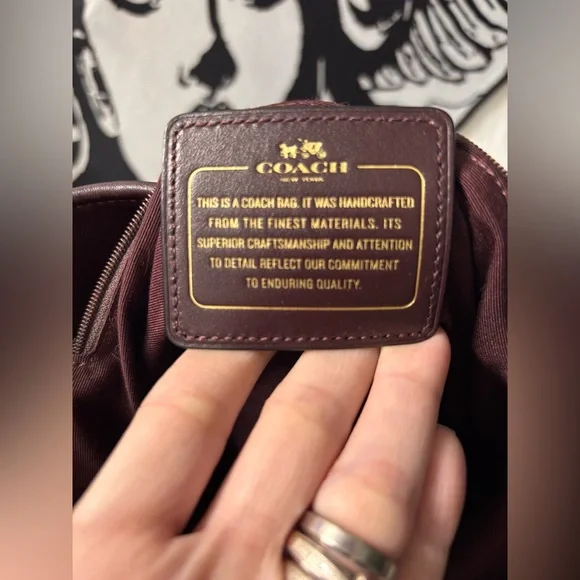 COACH
NEW YORK
THIS IS A COACH BAG. IT WAS HANDCRAFTED
FROM THE FINEST MATERIALS. ITS
SUPERIOR CRAFTSMANSHIP AND ATTENTION
TO DETAIL REFLECT OUR COMMITMENT
TO ENDURING QUALITY.